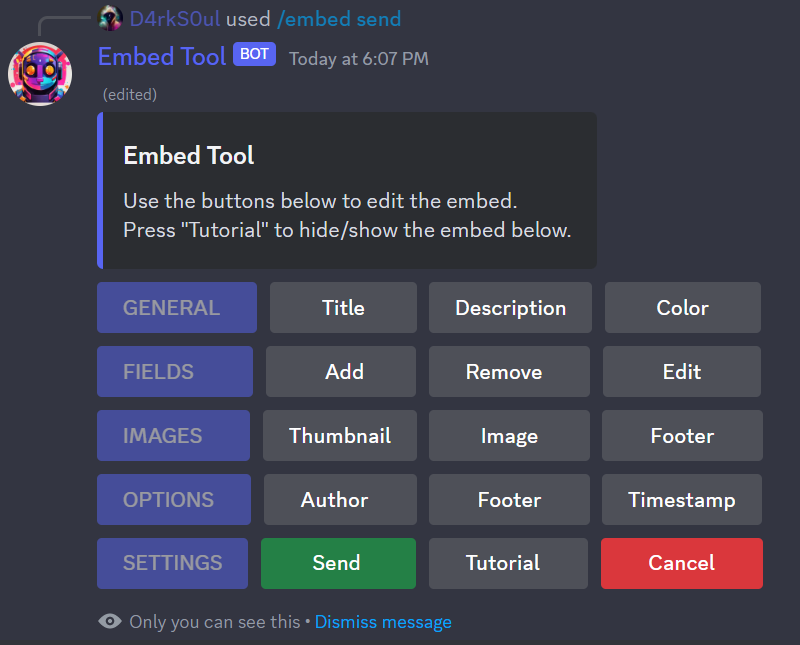 D4rkS0ul used /embed send
Embed Tool BOT Today at 6:07 PM
(edited)
Embed Tool
Use the buttons below to edit the embed.
Press "Tutorial" to hide/show the embed below.
GENERAL Title Description Color
FIELDS Add Remove Edit
IMAGES Thumbnail Image Footer
OPTIONS Author Footer Timestamp
SETTINGS Send Tutorial Cancel
Only you can see this • Dismiss message